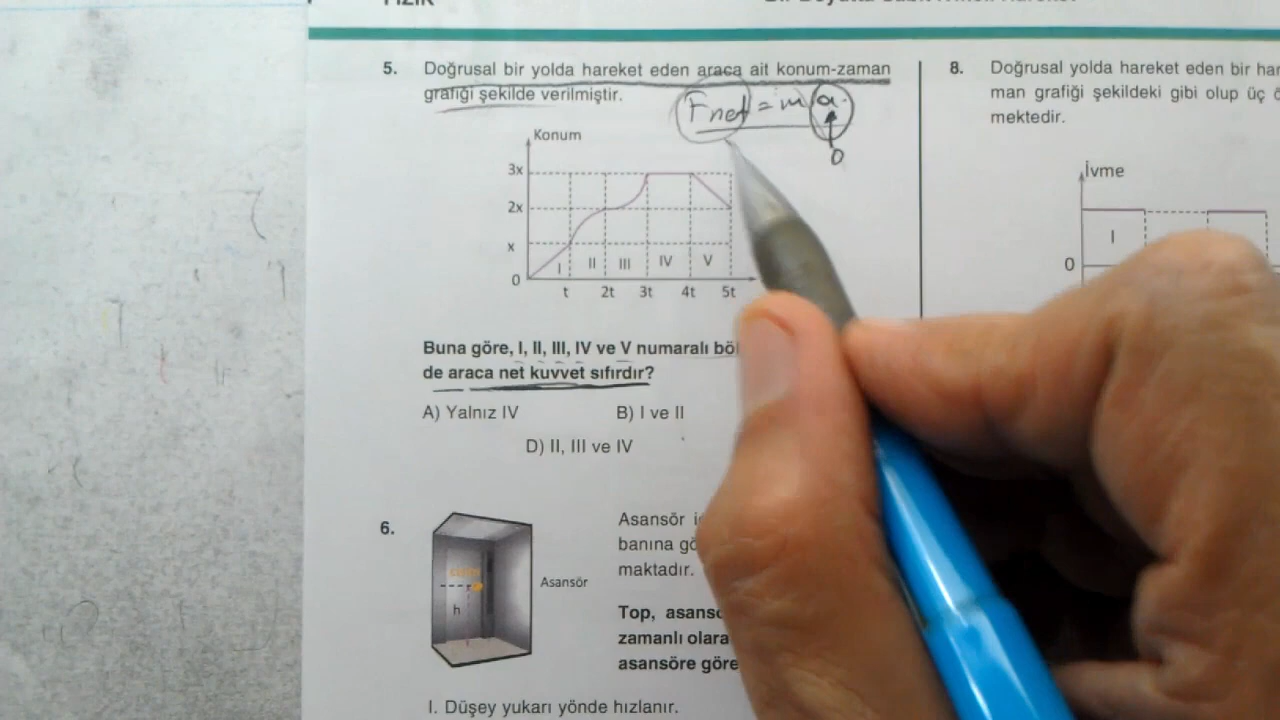 FİZİK
5. Doğrusal bir yolda hareket eden araca ait konum-zaman
grafiği şekilde verilmiştir.
Fnet = m a
0
Konum
3x
2x
x
0
I II III IV V
t 2t 3t 4t 5t
Buna göre, I, II, III, IV ve V numaralı böl
de araca net kuvvet sıfırdır?
A) Yalnız IV B) I ve II
D) II, III ve IV
6.
Asansör
h
Asansör
banına gö
maktadır.
Top, asans
zamanlı olara
asansöre göre
I. Düşey yukarı yönde hızlanır.
8. Doğrusal yolda hareket eden bir har
man grafiği şekildeki gibi olup üç
mektedir.
İvme
I
0